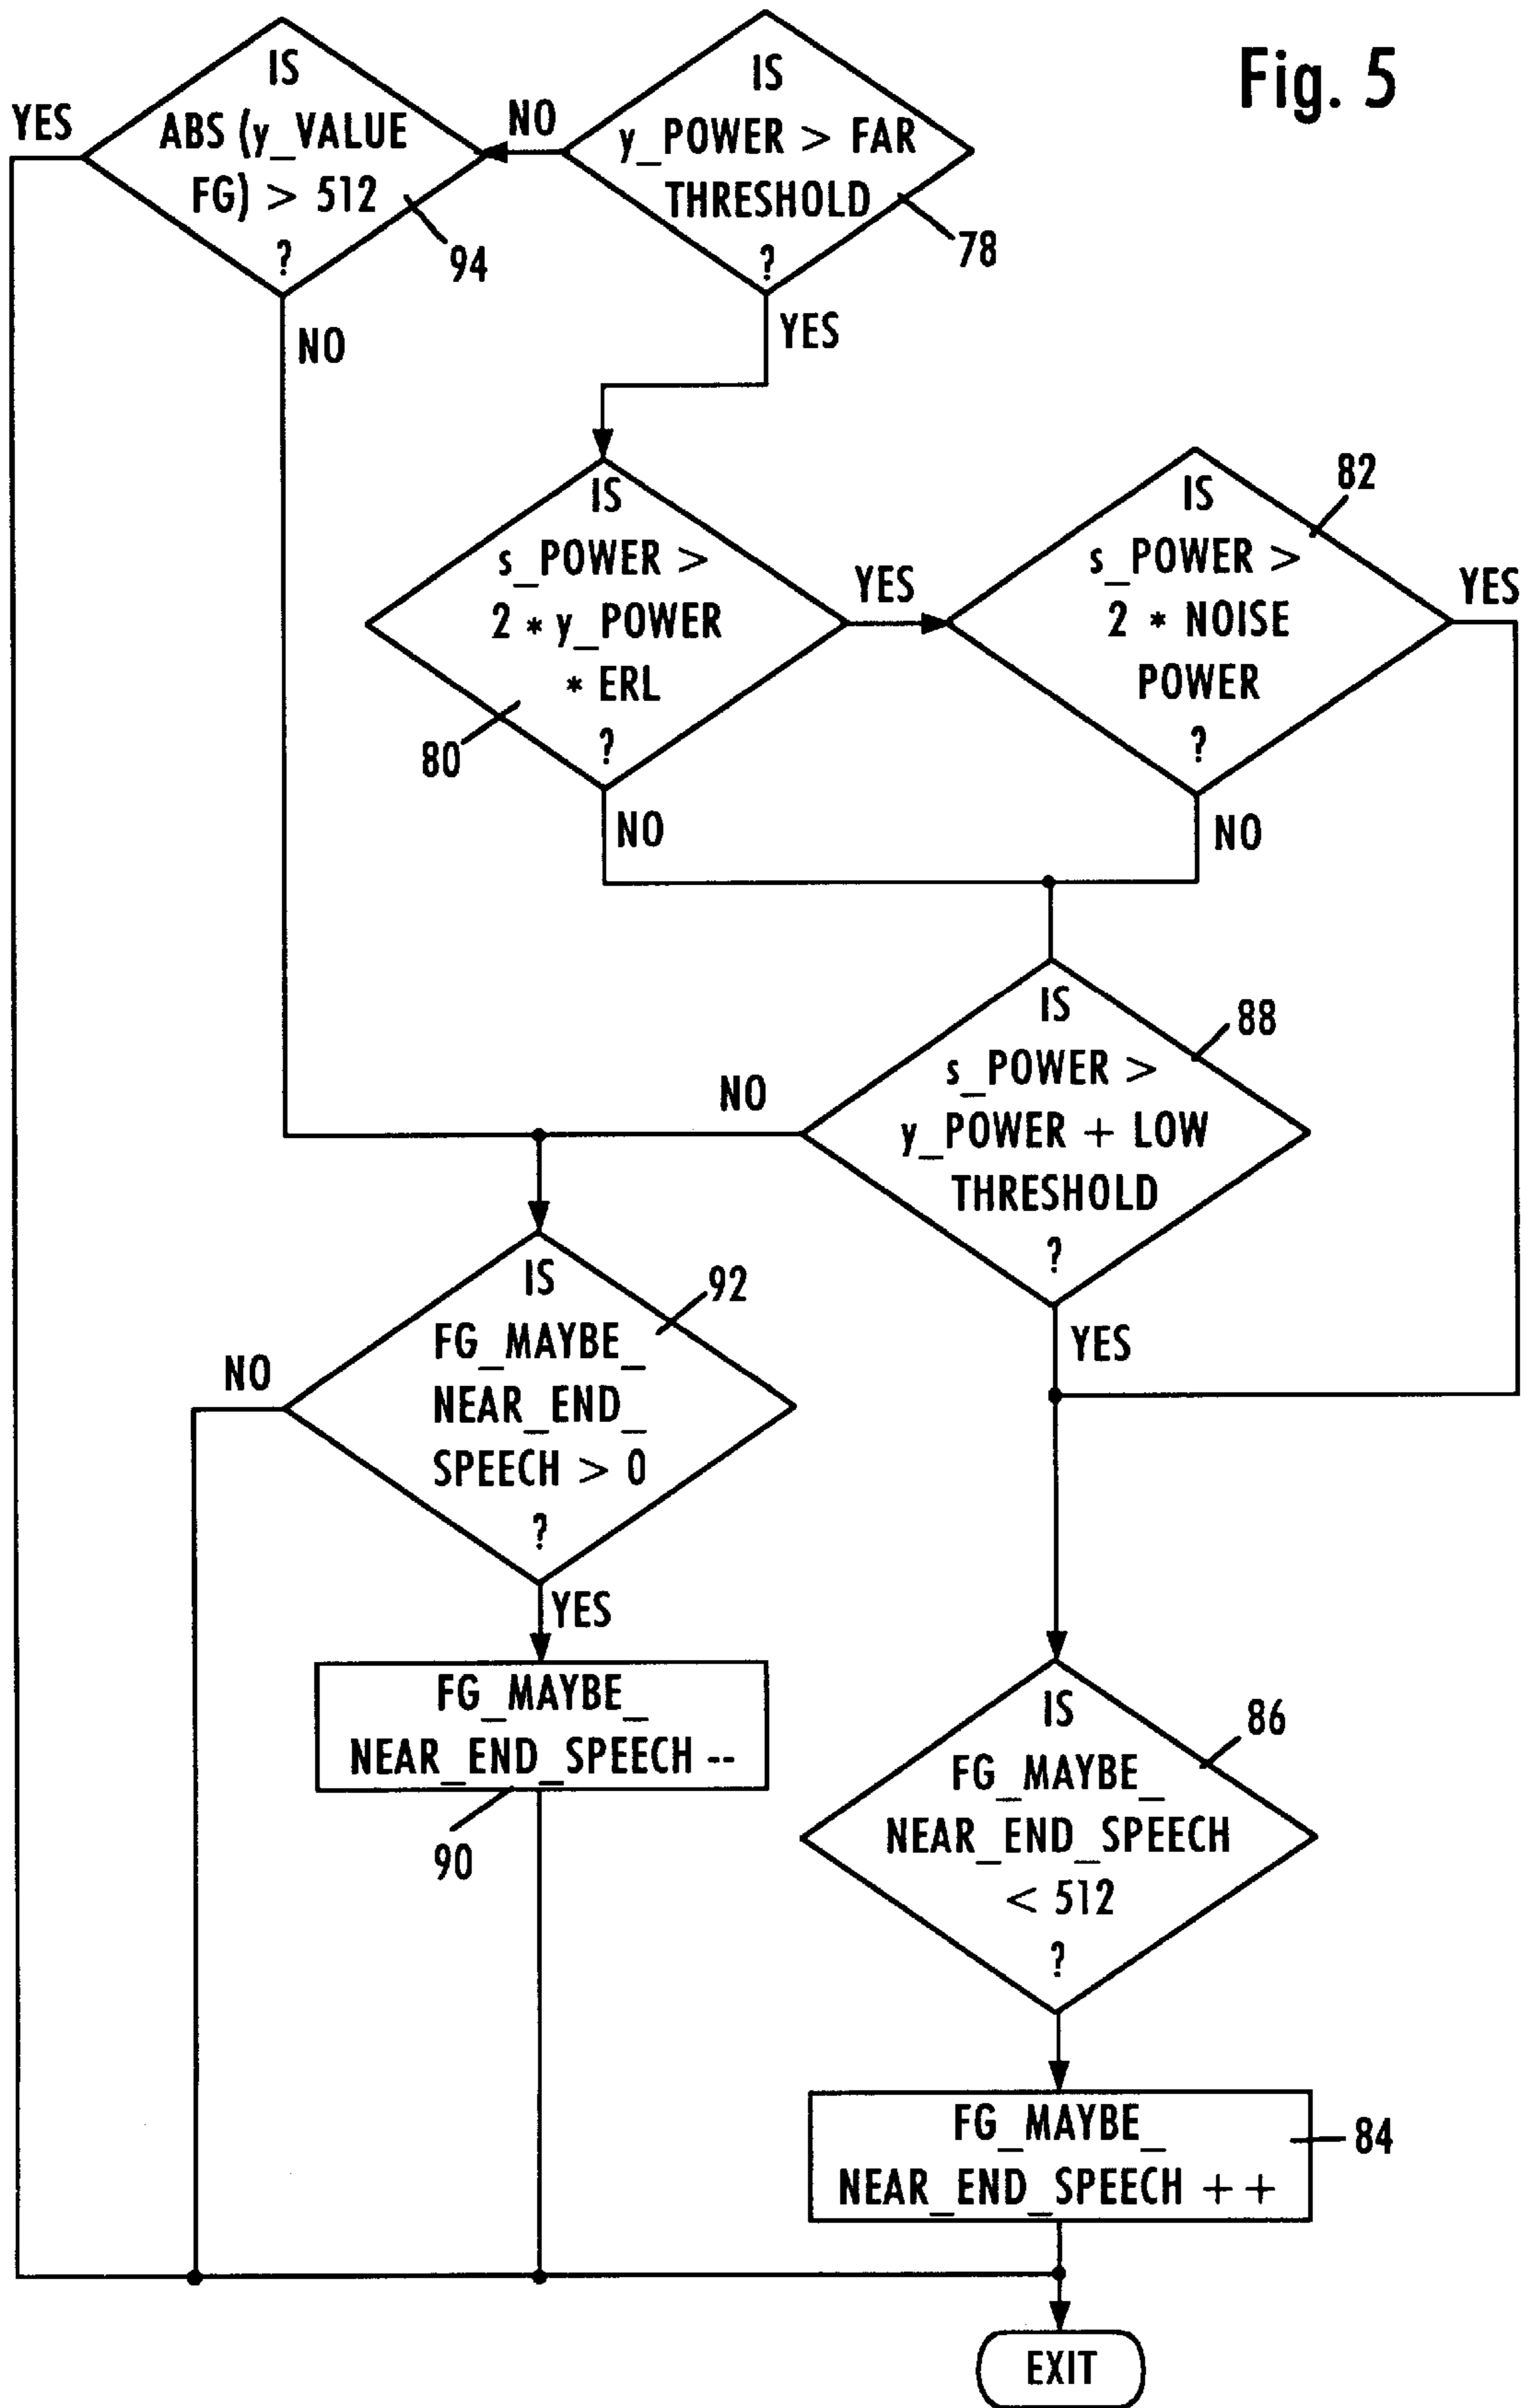 Fig. 5
IS
ABS (y_VALUE
FG) > 512
?
94
YES
NO
IS
y_POWER > FAR
THRESHOLD
?
78
NO
YES
IS
s_POWER >
2 * y_POWER
* ERL
?
80
YES
NO
IS
s_POWER >
2 * NOISE
POWER
?
82
YES
NO
IS
s_POWER >
y_POWER + LOW
THRESHOLD
?
88
NO
YES
IS
FG_MAYBE_
NEAR_END_
SPEECH > 0
?
92
NO
YES
FG_MAYBE_
NEAR_END_SPEECH --
90
IS
FG_MAYBE_
NEAR_END_SPEECH
< 512
?
86
FG_MAYBE_
NEAR_END_SPEECH ++
84
EXIT